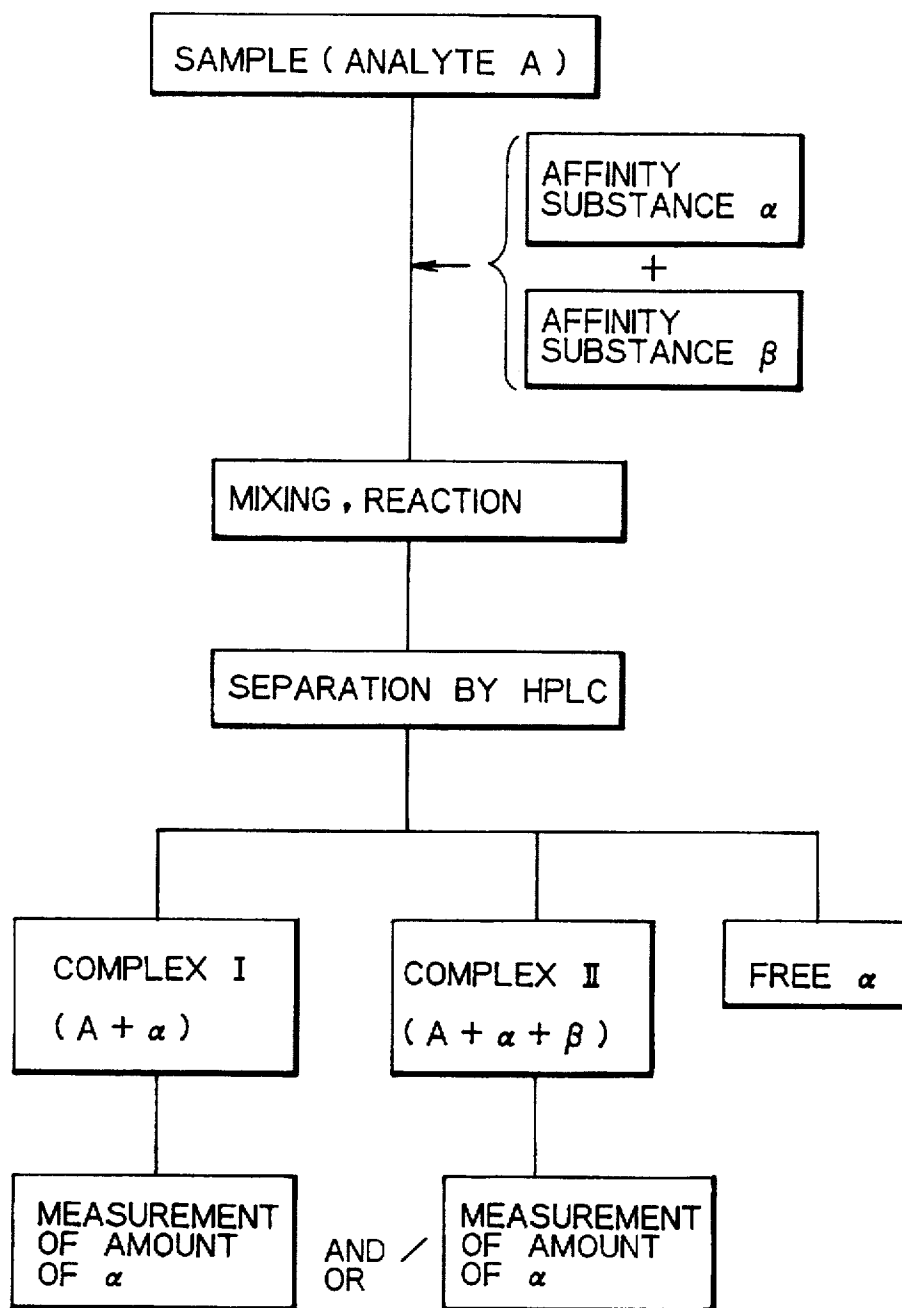 SAMPLE ( ANALYTE A )
AFFINITY
SUBSTANCE α
+
AFFINITY
SUBSTANCE β
MIXING , REACTION
SEPARATION BY HPLC
COMPLEX I
( A + α )
COMPLEX II
( A + α + β )
FREE α
MEASUREMENT
OF AMOUNT
OF α
AND /
OR
MEASUREMENT
OF AMOUNT
OF α